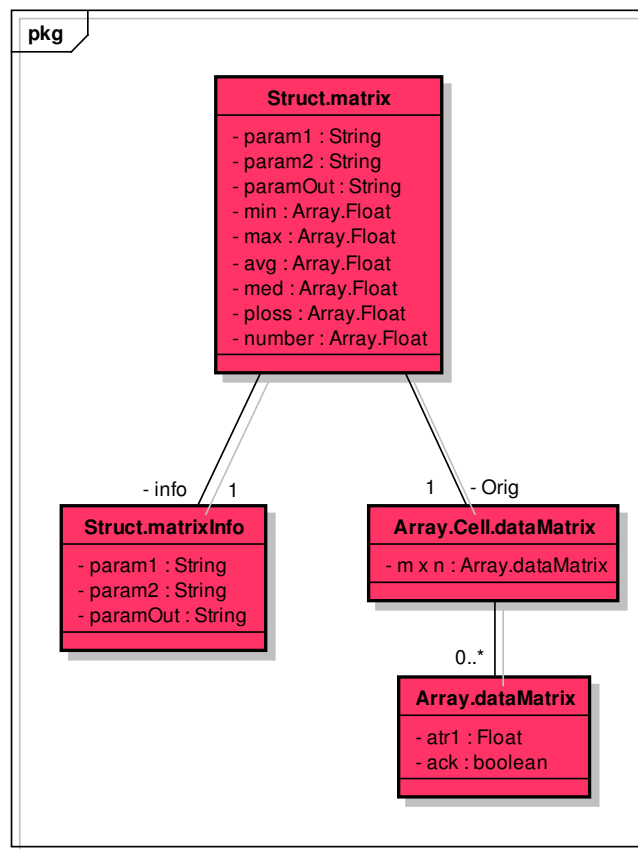 pkg
Struct.matrix
- param1 : String
- param2 : String
- paramOut : String
- min : Array.Float
- max : Array.Float
- avg : Array.Float
- med : Array.Float
- ploss : Array.Float
- number : Array.Float
- info 1
1 - Orig
Struct.matrixInfo
- param1 : String
- param2 : String
- paramOut : String
Array.Cell.dataMatrix
- m x n : Array.dataMatrix
0..*
Array.dataMatrix
- atr1 : Float
- ack : boolean